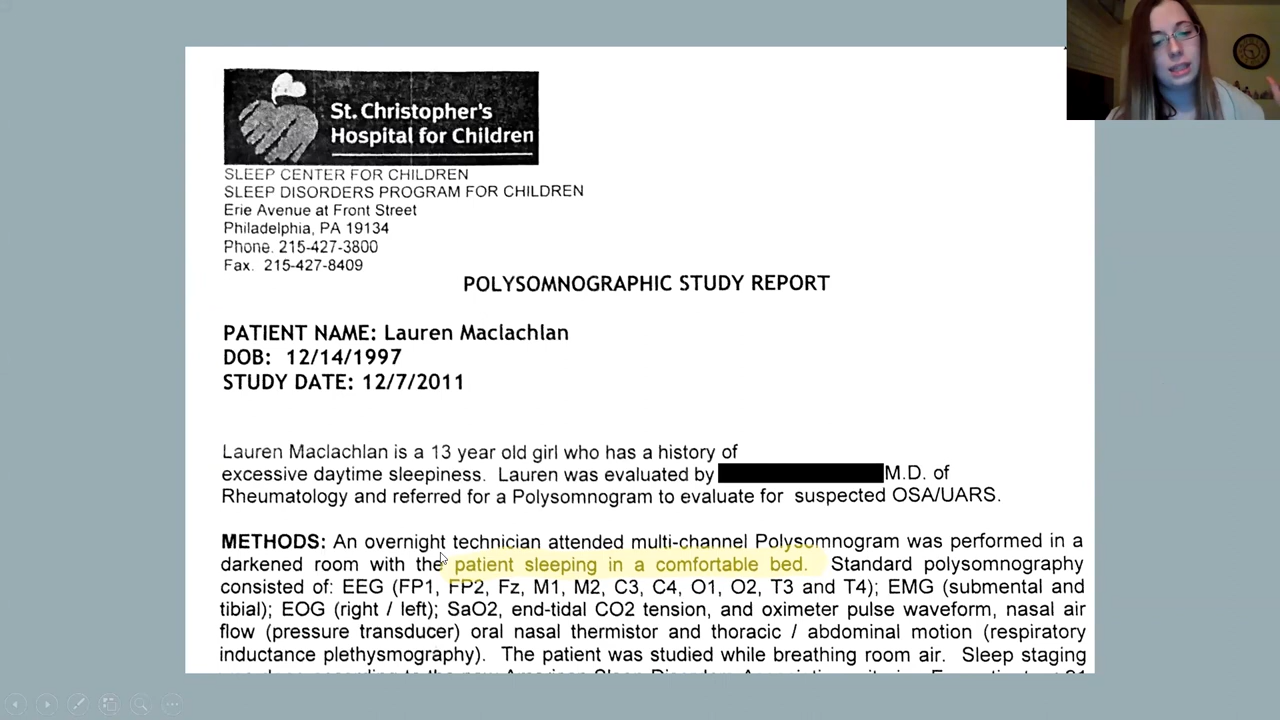 St. Christopher's
Hospital for Children
SLEEP CENTER FOR CHILDREN
SLEEP DISORDERS PROGRAM FOR CHILDREN
Erie Avenue at Front Street
Philadelphia, PA 19134
Phone. 215-427-3800
Fax. 215-427-8409
POLYSOMNOGRAPHIC STUDY REPORT
PATIENT NAME: Lauren Maclachlan
DOB: 12/14/1997
STUDY DATE: 12/7/2011
Lauren Maclachlan is a 13 year old girl who has a history of
excessive daytime sleepiness. Lauren was evaluated by M.D. of
Rheumatology and referred for a Polysomnogram to evaluate for suspected OSA/UARS.
METHODS: An overnight technician attended multi-channel Polysomnogram was performed in a
darkened room with the patient sleeping in a comfortable bed. Standard polysomnography
consisted of: EEG (FP1, FP2, Fz, M1, M2, C3, C4, O1, O2, T3 and T4); EMG (submental and
tibial); EOG (right / left); SaO2, end-tidal CO2 tension, and oximeter pulse waveform, nasal air
flow (pressure transducer) oral nasal thermistor and thoracic / abdominal motion (respiratory
inductance plethysmography). The patient was studied while breathing room air. Sleep staging